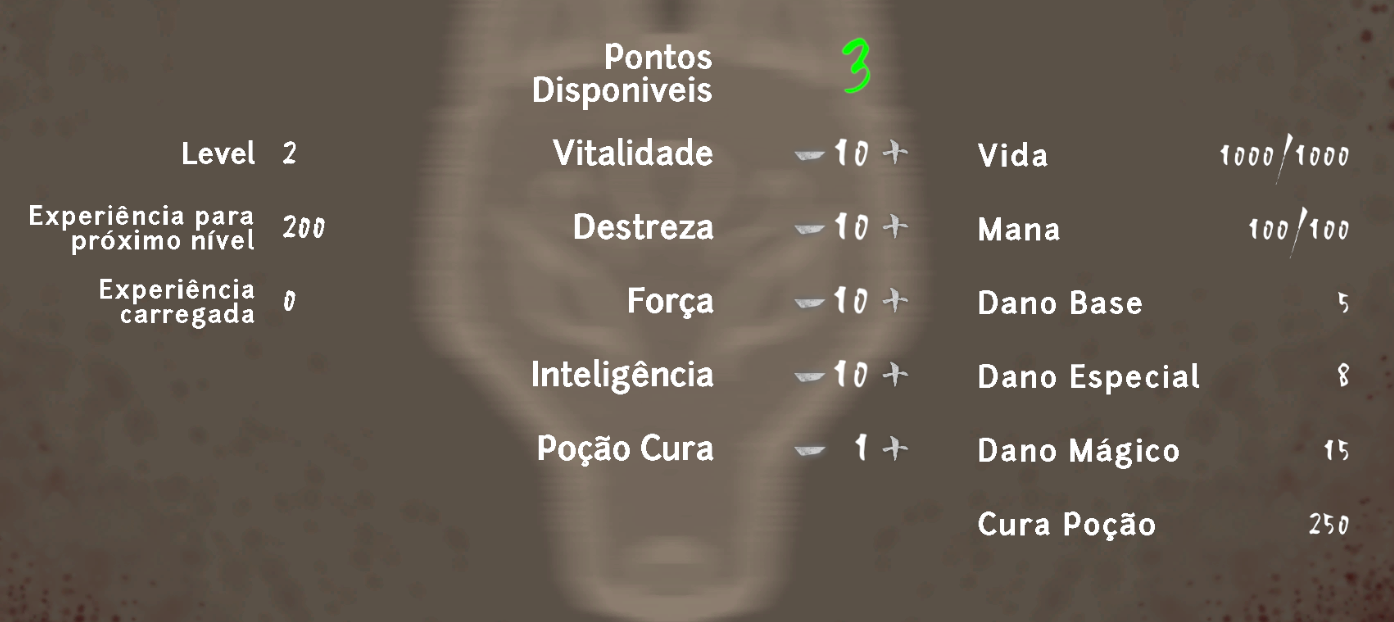 Pontos
Disponiveis 3
Level 2
Experiência para
próximo nível 200
Experiência
carregada 0
Vitalidade - 10 +
Destreza - 10 +
Força - 10 +
Inteligência - 10 +
Poção Cura - 1 +
Vida 1000/1000
Mana 100/100
Dano Base 5
Dano Especial 8
Dano Mágico 15
Cura Poção 250